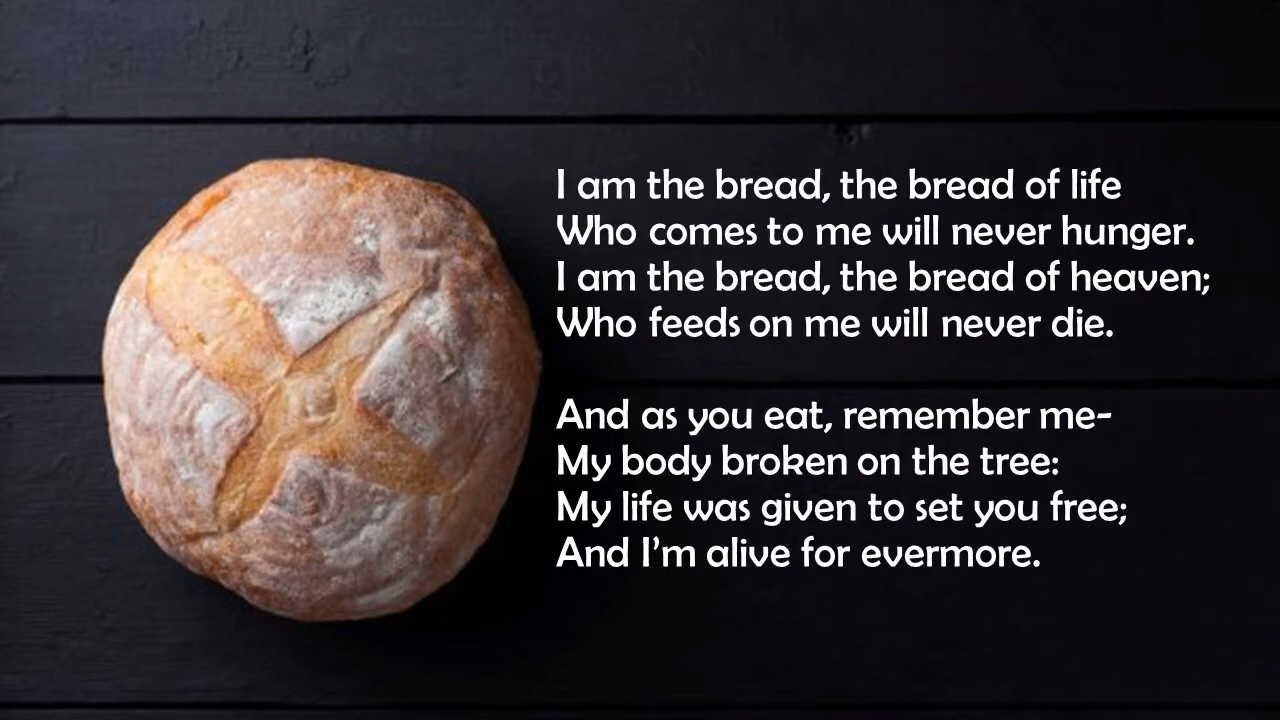 I am the bread, the bread of life
Who comes to me will never hunger.
I am the bread, the bread of heaven;
Who feeds on me will never die.
And as you eat, remember me-
My body broken on the tree:
My life was given to set you free;
And I’m alive for evermore.